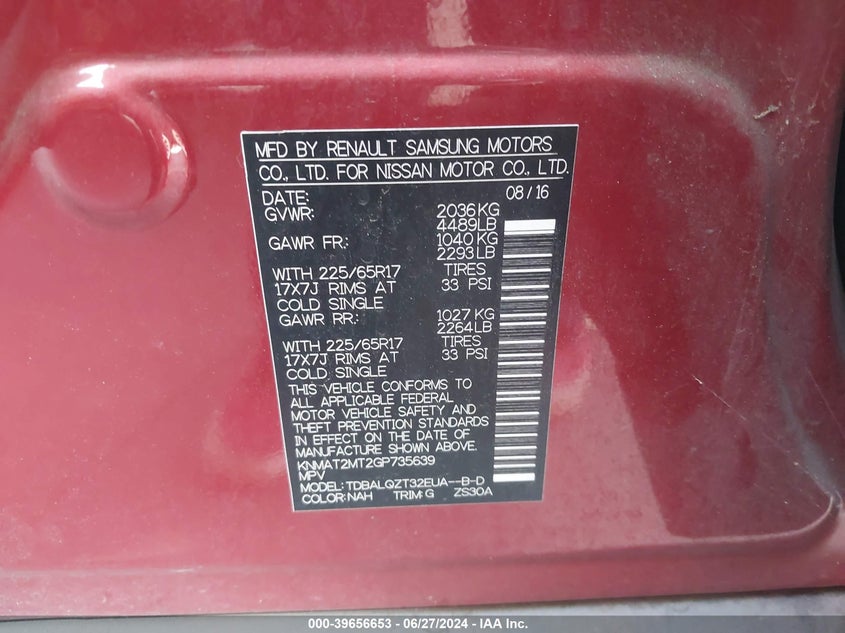 MFD BY RENAULT SAMSUNG MOTORS
CO., LTD. FOR NISSAN MOTOR CO., LTD.
DATE: 08/16
GVWR: 2036KG
4489LB
GAWR FR: 1040 KG
2293LB
WITH 225/65R17 TIRES
17X7J RIMS AT 33 PSI
COLD SINGLE
GAWR RR: 1027 KG
2264LB
WITH 225/65R17 TIRES
17X7J RIMS AT 33 PSI
COLD SINGLE
THIS VEHICLE CONFORMS TO
ALL APPLICABLE FEDERAL
MOTOR VEHICLE SAFETY AND
THEFT PREVENTION STANDARDS
IN EFFECT ON THE DATE OF
MANUFACTURE SHOWN ABOVE.
KNMAT2MT2GP735639
MPV
MODEL: TDBALQZT32EUA--B-D
COLOR: NAH TRIM: G ZS30A
000-39656653 - 06/27/2024 - IAA Inc.